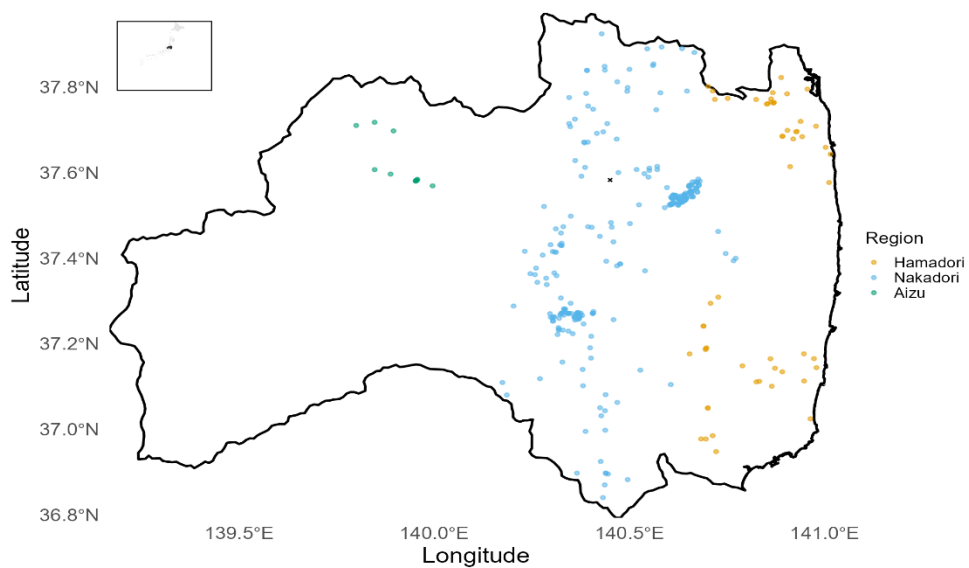 37.8°N
37.6°N
37.4°N
37.2°N
37.0°N
36.8°N
Latitude
139.5°E 140.0°E 140.5°E 141.0°E
Longitude
Region
Hamadori
Nakadori
Aizu